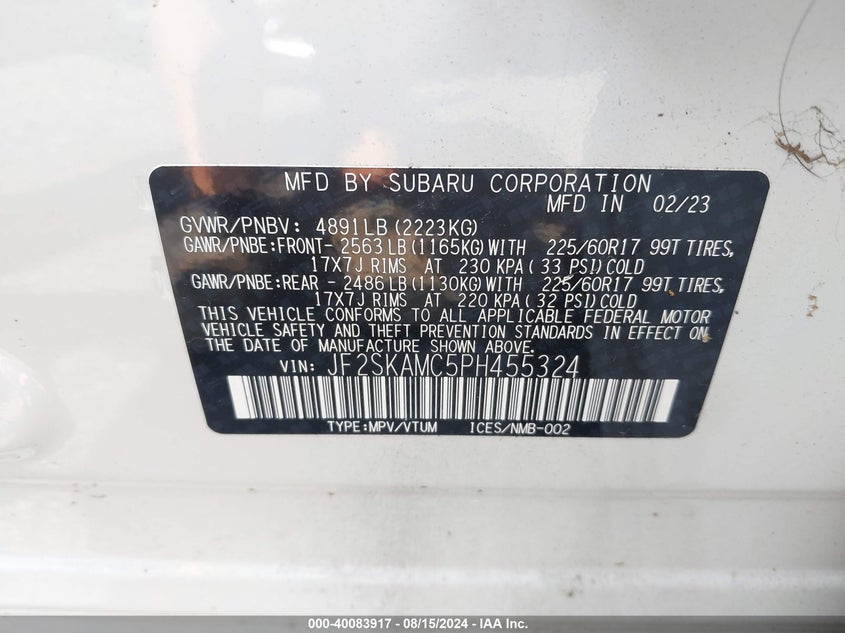 MFD BY SUBARU CORPORATION
MFD IN 02/23
GVWR/PNBV: 4891LB (2223KG)
GAWR/PNBE:FRONT- 2563LB (1165KG)WITH 225/60R17 99T TIRES,
17X7J RIMS AT 230 KPA( 33 PSI)COLD
GAWR/PNBE:REAR - 2486LB (1130KG)WITH 225/60R17 99T TIRES,
17X7J RIMS AT 220 KPA( 32 PSI)COLD
THIS VEHICLE CONFORMS TO ALL APPLICABLE FEDERAL MOTOR
VEHICLE SAFETY AND THEFT PREVENTION STANDARDS IN EFFECT ON
THE DATE OF MANUFACTURE SHOWN ABOVE.
VIN: JF2SKAMC5PH455324
TYPE:MPV/VTUM ICES/NMB-002
000-40083917 - 08/15/2024 - IAA Inc.